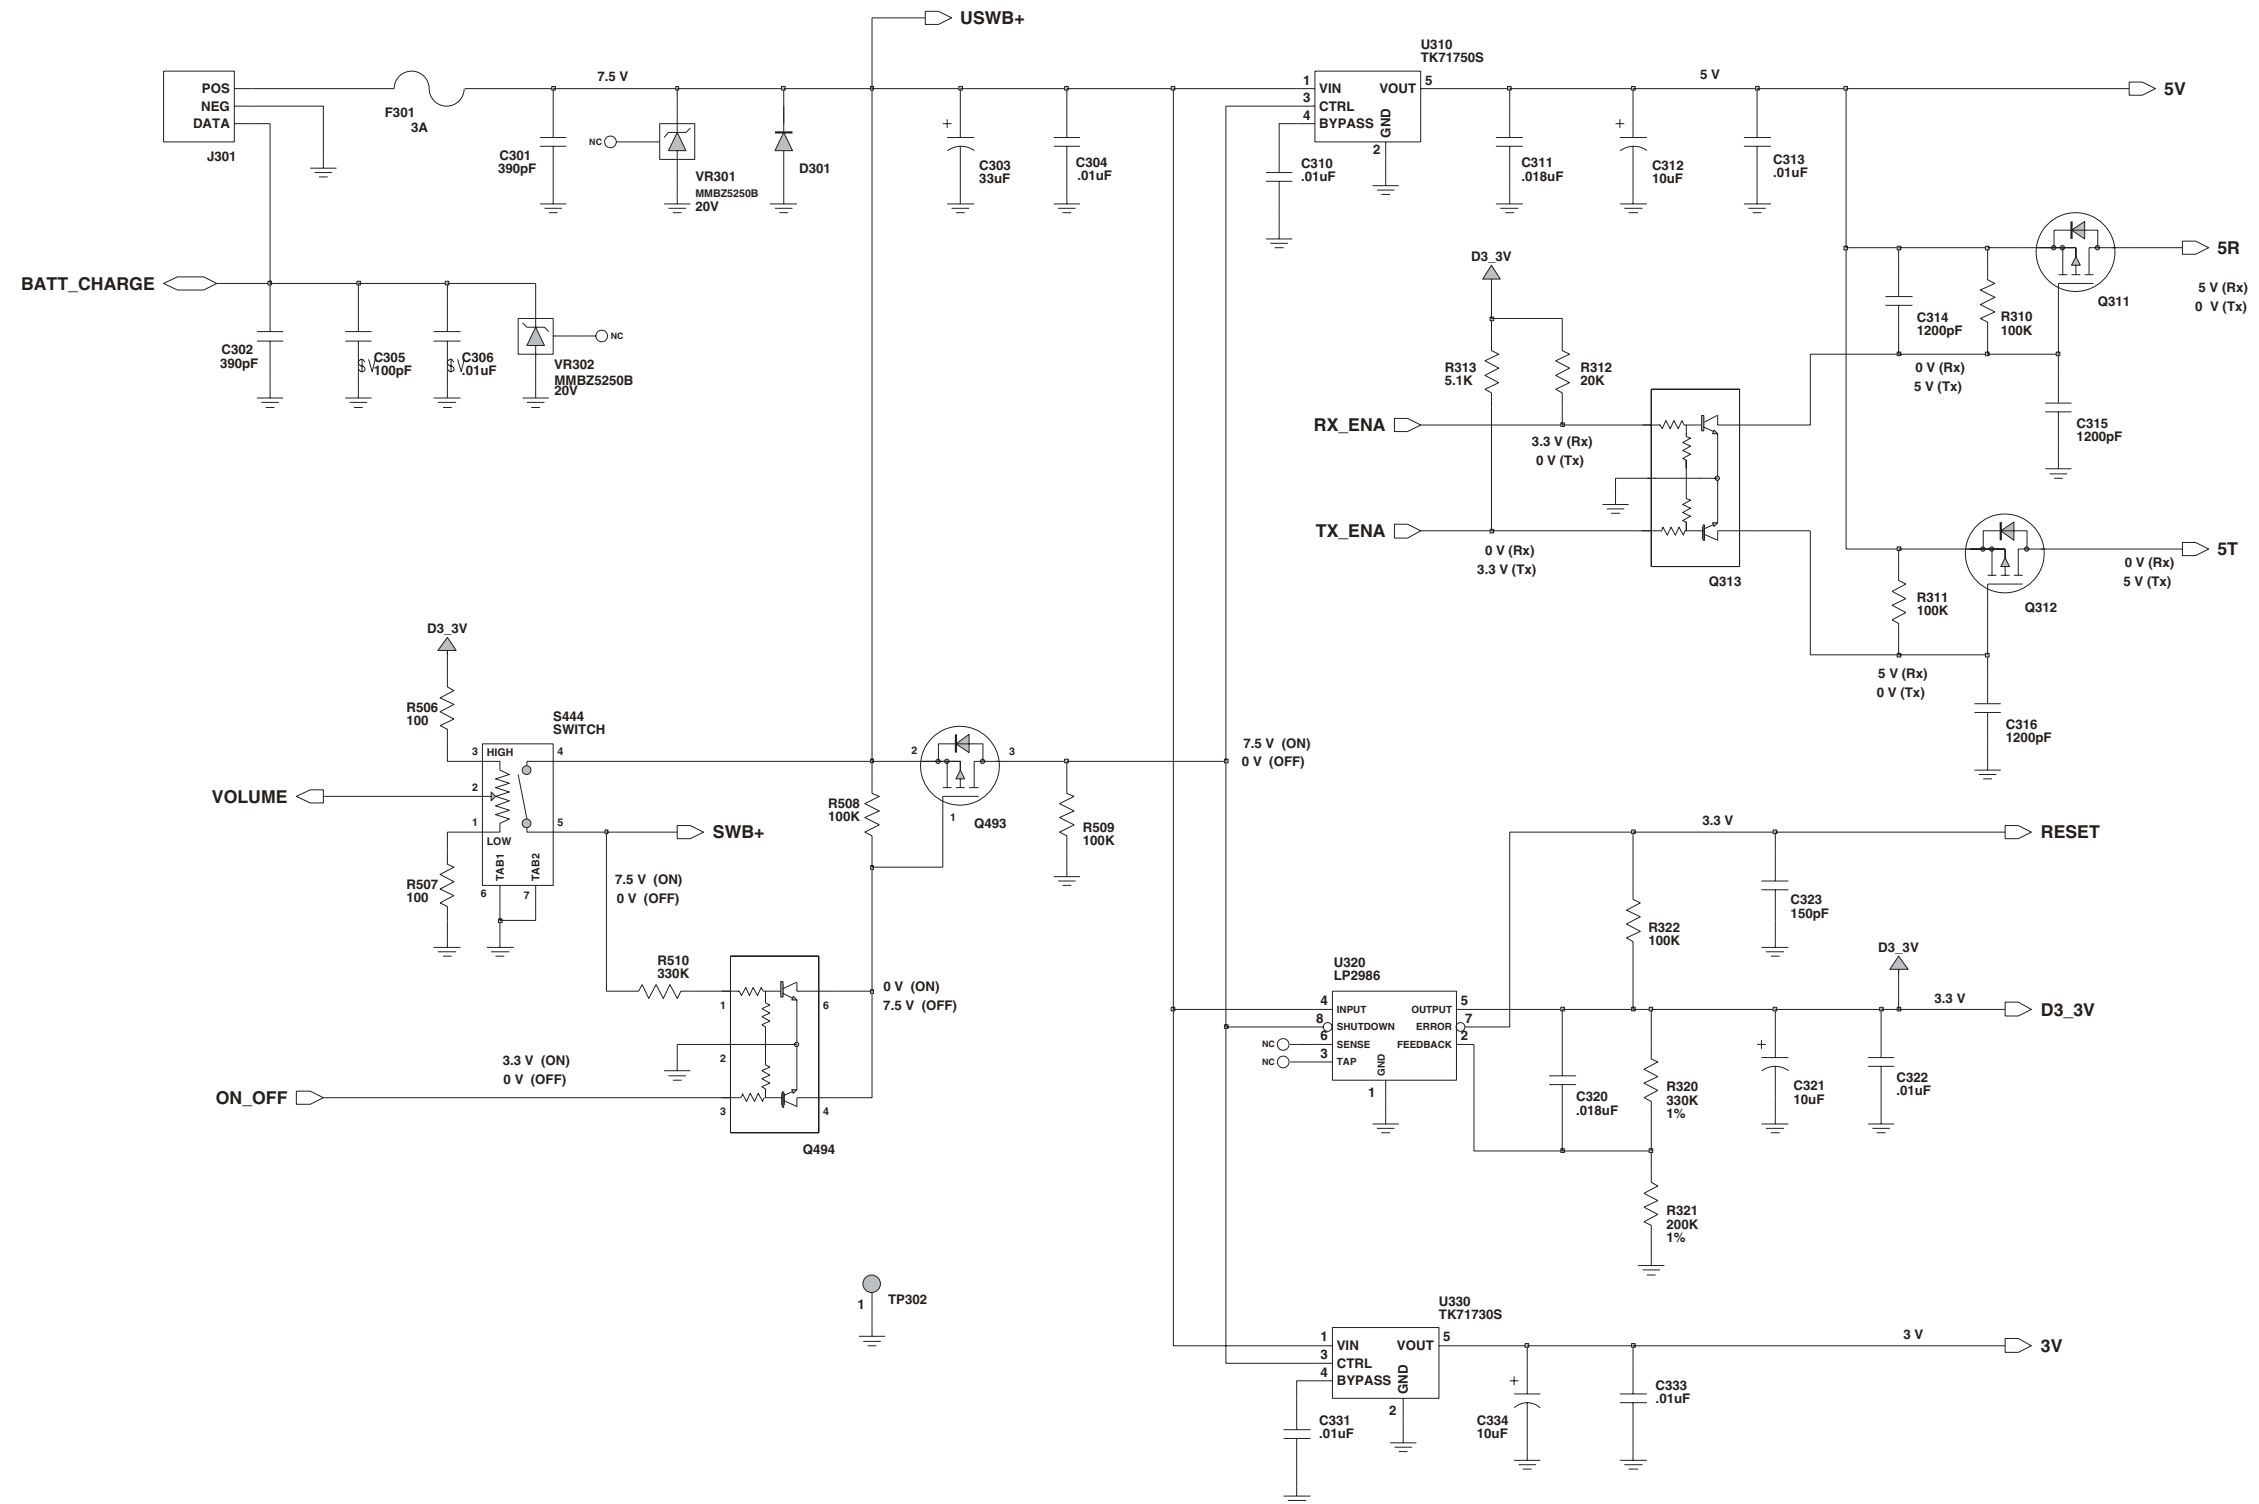 USWB+
U310
TK71750S
7.5 V
5 V
POS
NEG
DATA
J301
F301
3A
C301
390pF
NC
VR301
MMBZ5250B
20V
D301
+
C303
33uF
C304
.01uF
1
3
4
VIN
CTRL
BYPASS
VOUT
GND
5
2
C310
.01uF
C311
.018uF
+
C312
10uF
C313
.01uF
5V
BATT_CHARGE
C302
390pF
$V
C305
100pF
$V
C306
.01uF
NC
VR302
MMBZ5250B
20V
D3_3V
R313
5.1K
R312
20K
RX_ENA
3.3 V (Rx)
0 V (Tx)
TX_ENA
0 V (Rx)
3.3 V (Tx)
Q313
C314
1200pF
R310
100K
Q311
5R
5 V (Rx)
0 V (Tx)
0 V (Rx)
5 V (Tx)
C315
1200pF
5T
0 V (Rx)
5 V (Tx)
R311
100K
Q312
5 V (Rx)
0 V (Tx)
C316
1200pF
D3_3V
R506
100
S444
SWITCH
3
HIGH
4
VOLUME
2
1
LOW
5
TAB1
TAB2
6
7
R507
100
SWB+
7.5 V (ON)
0 V (OFF)
R508
100K
2
3
1
Q493
R509
100K
7.5 V (ON)
0 V (OFF)
R510
330K
1
6
2
3
4
0 V (ON)
7.5 V (OFF)
3.3 V (ON)
0 V (OFF)
ON_OFF
Q494
3.3 V
RESET
R322
100K
C323
150pF
D3_3V
3.3 V
D3_3V
U320
LP2986
4
8
6
3
INPUT
SHUTDOWN
SENSE
TAP
OUTPUT
ERROR
FEEDBACK
GND
5
7
2
NC
NC
1
C320
.018uF
R320
330K
1%
+
C321
10uF
C322
.01uF
R321
200K
1%
1
TP302
U330
TK71730S
1
3
4
VIN
CTRL
BYPASS
VOUT
GND
5
2
3 V
3V
C331
.01uF
+
C334
10uF
C333
.01uF